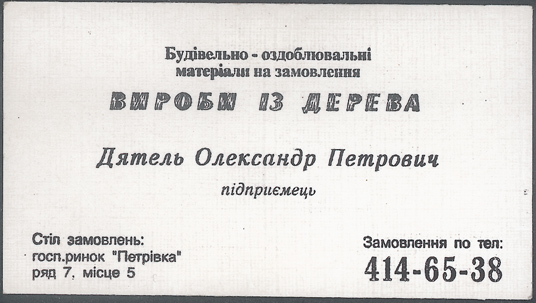 Будівельно - оздоблювальні
матеріали на замовлення
ВИРОБИ ІЗ ДЕРЕВА
Дятель Олександр Петрович
підприємець
Стіл замовлень:
госп.ринок "Петрівка"
ряд 7, місце 5
Замовлення по тел:
414-65-38